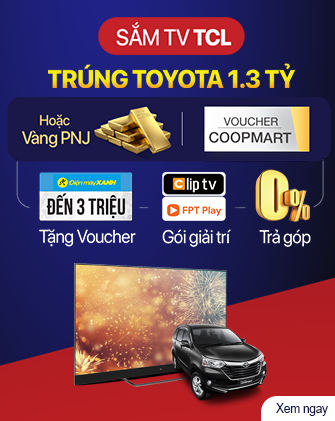 SẮM TV TCL
TRÚNG TOYOTA 1.3 TỶ
Hoặc
Vàng PNJ
VOUCHER
COOPMART
Điện máy XANH
ĐẾN 3 TRIỆU
Clip tv
FPT Play
0%
Tặng Voucher
Gói giải trí
Trả góp
Xem ngay